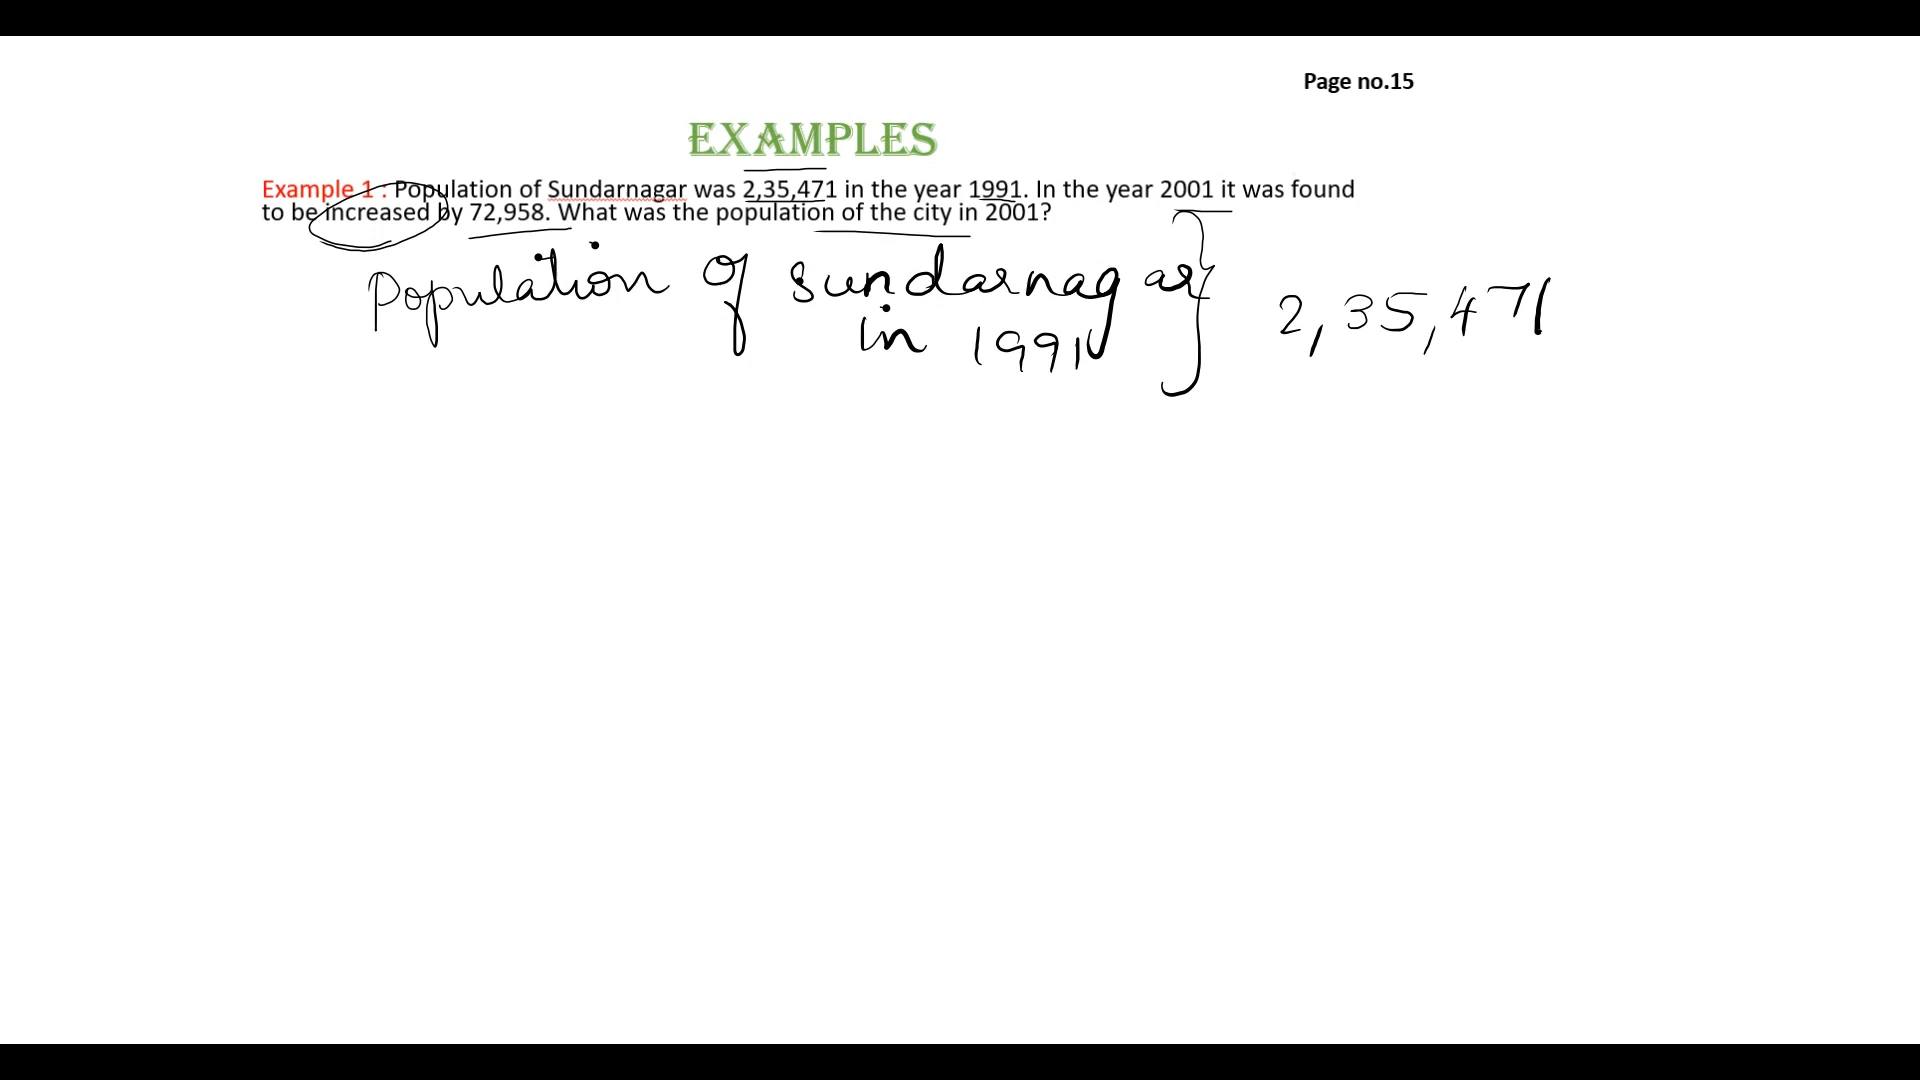 Page no.15
EXAMPLES
Example 1 : Population of Sundarnagar was 2,35,471 in the year 1991. In the year 2001 it was found
to be increased by 72,958. What was the population of the city in 2001?
Population of sundarnagar } 2,35,471
in 1991